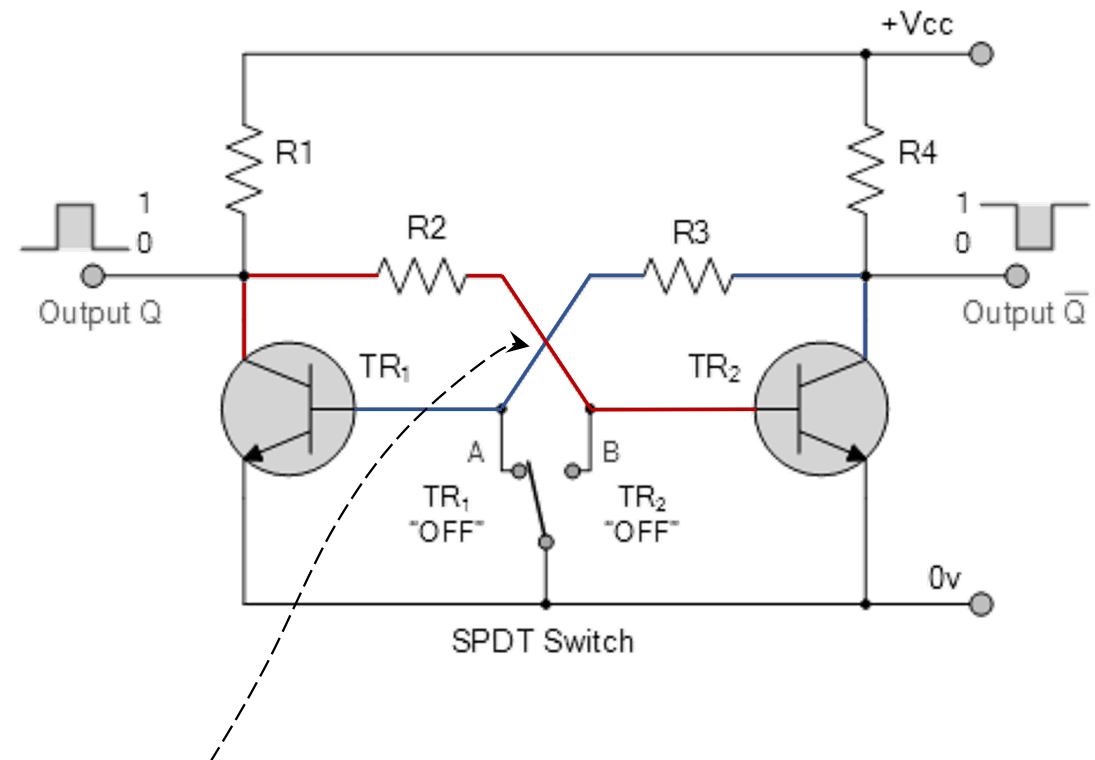 +Vcc
R1
R4
1
0
1
0
R2
R3
Output Q
Output Q̅
TR₁
TR₂
A
B
TR₁
"OFF"
TR₂
"OFF"
0v
SPDT Switch